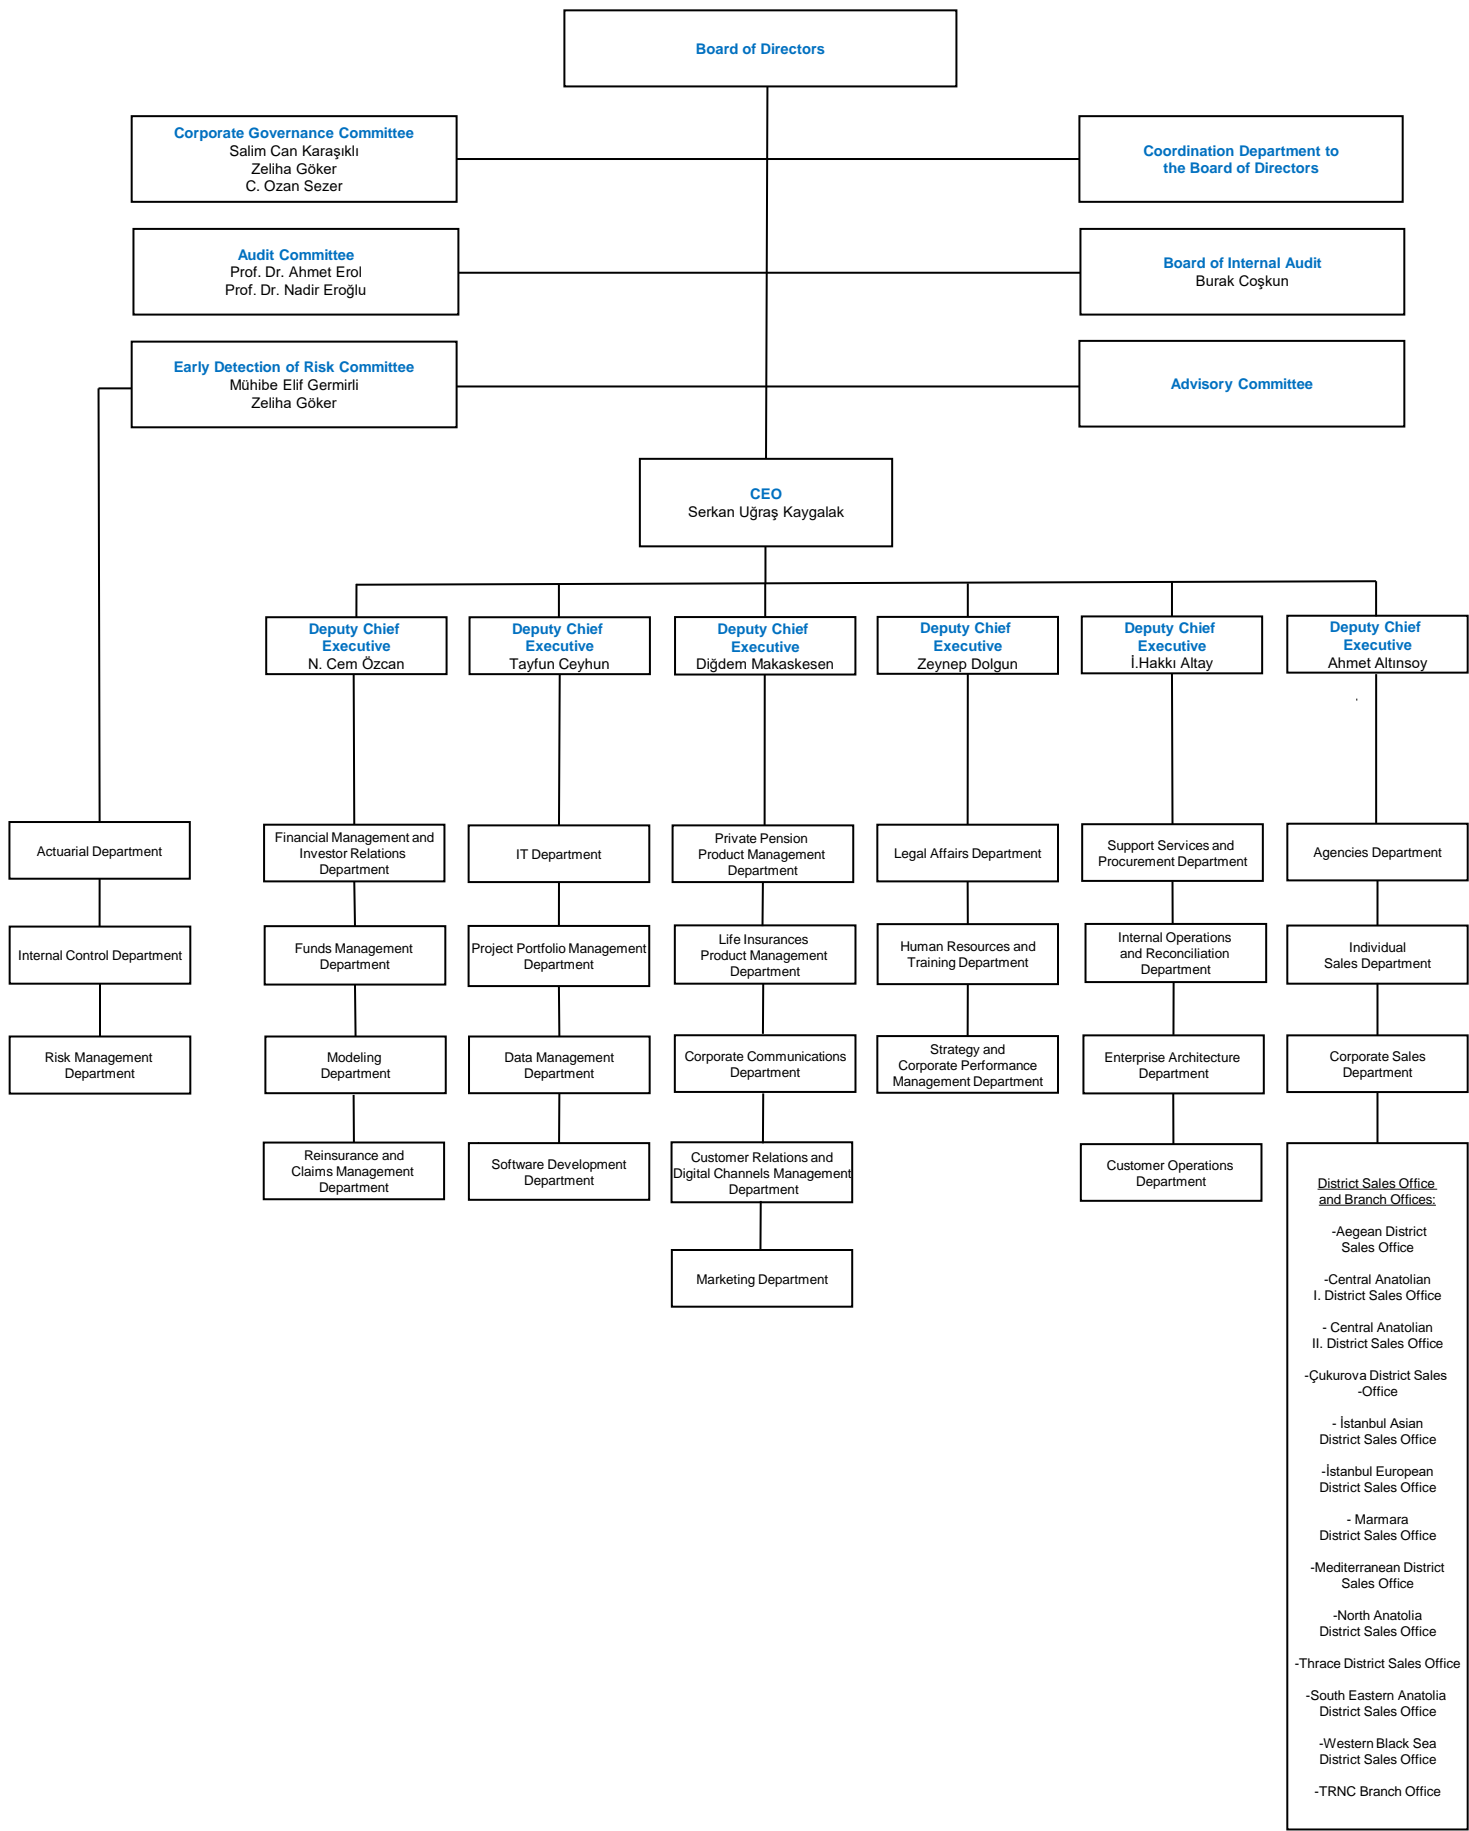 Board of Directors
Corporate Governance Committee
Salim Can Karaşıklı
Zeliha Göker
C. Ozan Sezer
Coordination Department to
the Board of Directors
Audit Committee
Prof. Dr. Ahmet Erol
Prof. Dr. Nadir Eroğlu
Board of Internal Audit
Burak Coşkun
Early Detection of Risk Committee
Mühibe Elif Germirli
Zeliha Göker
Advisory Committee
CEO
Serkan Uğraş Kaygalak
Deputy Chief
Executive
N. Cem Özcan
Deputy Chief
Executive
Tayfun Ceyhun
Deputy Chief
Executive
Diğdem Makaskesen
Deputy Chief
Executive
Zeynep Dolgun
Deputy Chief
Executive
İ.Hakkı Altay
Deputy Chief
Executive
Ahmet Altınsoy
Actuarial Department
Financial Management and
Investor Relations
Department
IT Department
Private Pension
Product Management
Department
Legal Affairs Department
Support Services and
Procurement Department
Agencies Department
Internal Control Department
Funds Management
Department
Project Portfolio Management
Department
Life Insurances
Product Management
Department
Human Resources and
Training Department
Internal Operations
and Reconciliation
Department
Individual
Sales Department
Risk Management
Department
Modeling
Department
Data Management
Department
Corporate Communications
Department
Strategy and
Corporate Performance
Management Department
Enterprise Architecture
Department
Corporate Sales
Department
Reinsurance and
Claims Management
Department
Software Development
Department
Customer Relations and
Digital Channels Management
Department
Customer Operations
Department
Marketing Department
District Sales Office
and Branch Offices:
-Aegean District
Sales Office
-Central Anatolian
I. District Sales Office
- Central Anatolian
II. District Sales Office
-Çukurova District Sales
-Office
- İstanbul Asian
District Sales Office
-İstanbul European
District Sales Office
- Marmara
District Sales Office
-Mediterranean District
Sales Office
-North Anatolia
District Sales Office
-Thrace District Sales Office
-South Eastern Anatolia
District Sales Office
-Western Black Sea
District Sales Office
-TRNC Branch Office